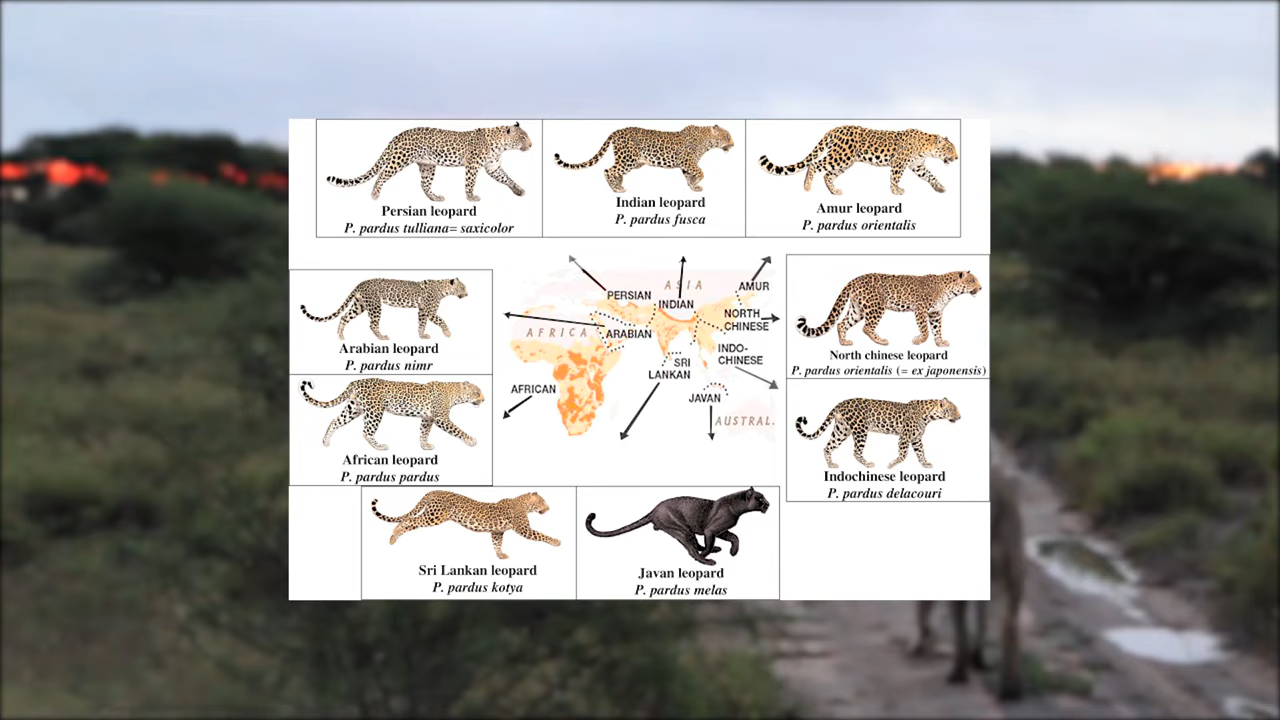 Persian leopard
P. pardus tulliana= saxicolor
Indian leopard
P. pardus fusca
Amur leopard
P. pardus orientalis
Arabian leopard
P. pardus nimr
African leopard
P. pardus pardus
ASIA
PERSIAN
INDIAN
AMUR
NORTH
CHINESE
AFRICA
ARABIAN
INDO-
CHINESE
SRI
LANKAN
AFRICAN
JAVAN
AUSTRAL.
North chinese leopard
P. pardus orientalis (= ex japonensis)
Indochinese leopard
P. pardus delacouri
Sri Lankan leopard
P. pardus kotya
Javan leopard
P. pardus melas